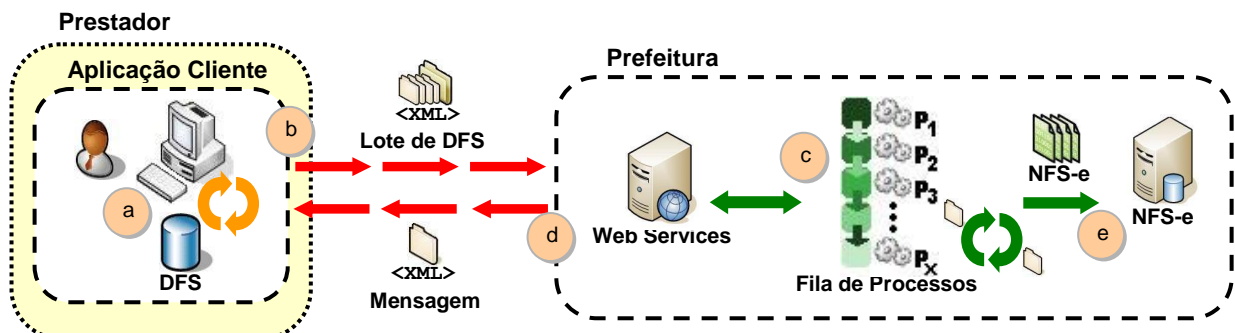 Prestador
Aplicação Cliente
a
DFS
b
<XML>
Lote de DFS
<XML>
Mensagem
Prefeitura
d
Web Services
c
P1
P2
P3
Px
Fila de Processos
NFS-e
e
NFS-e